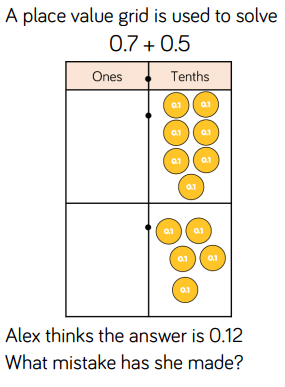 A place value grid is used to solve
0.7 + 0.5
Ones Tenths
0.1 0.1
0.1 0.1
0.1 0.1
0.1
0.1 0.1
0.1 0.1
0.1
Alex thinks the answer is 0.12
What mistake has she made?